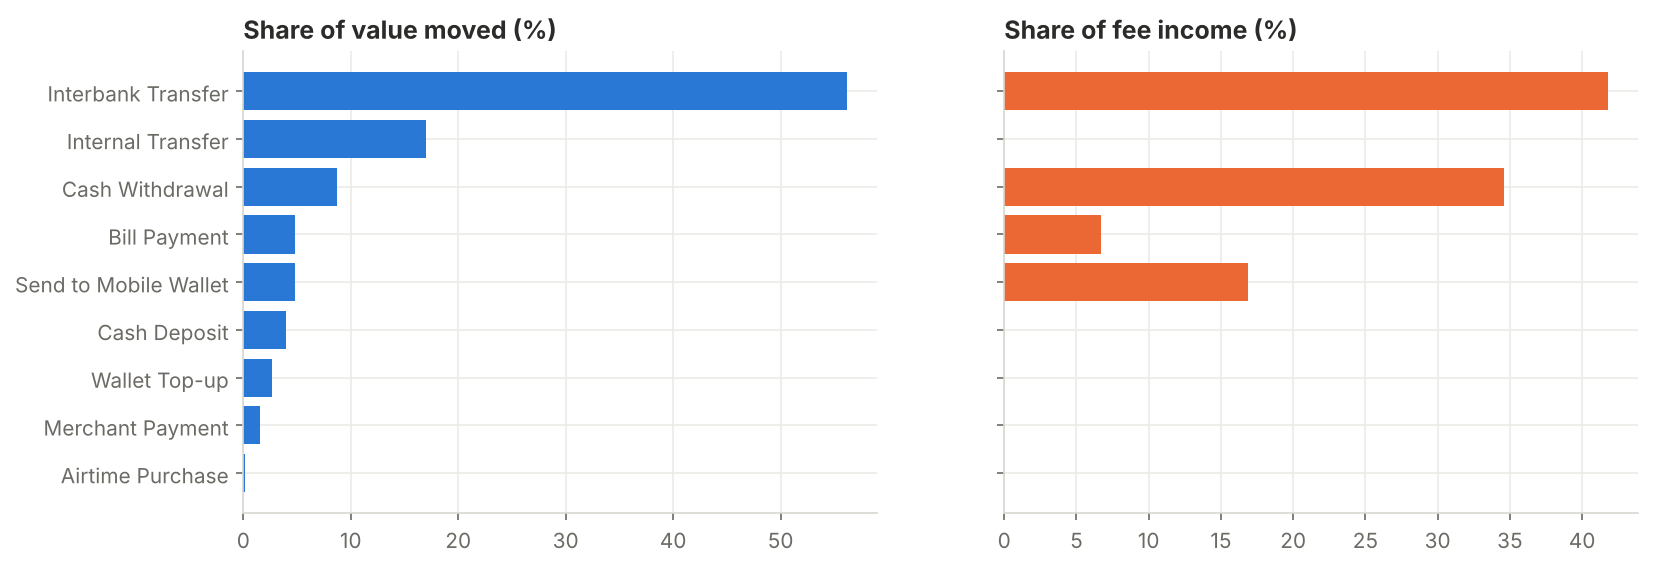 Share of value moved (%)
Interbank Transfer
Internal Transfer
Cash Withdrawal
Bill Payment
Send to Mobile Wallet
Cash Deposit
Wallet Top-up
Merchant Payment
Airtime Purchase
0 10 20 30 40 50
Share of fee income (%)
0 5 10 15 20 25 30 35 40